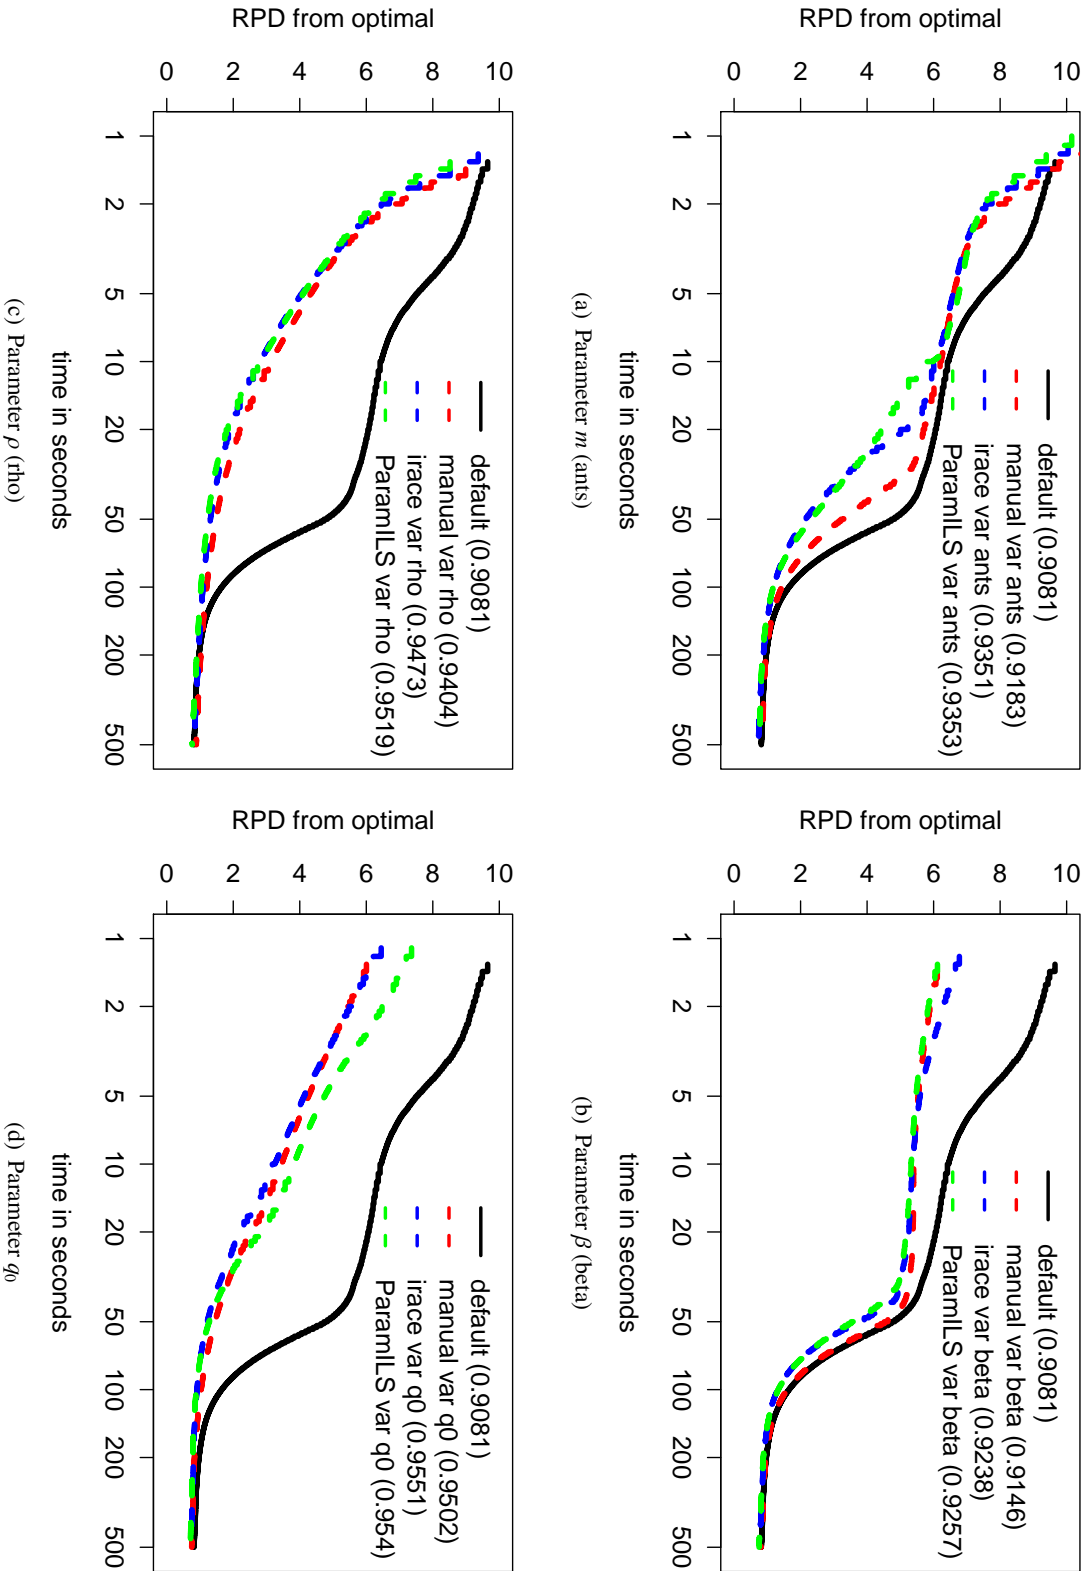 RPD from optimal
0 2 4 6 8 10
1 2 5 10 20 50 100 200 500
time in seconds
default (0.9081)
manual var ants (0.9183)
irace var ants (0.9351)
ParamILS var ants (0.9353)
(a) Parameter m (ants)
RPD from optimal
0 2 4 6 8 10
1 2 5 10 20 50 100 200 500
time in seconds
default (0.9081)
manual var beta (0.9146)
irace var beta (0.9238)
ParamILS var beta (0.9257)
(b) Parameter β (beta)
RPD from optimal
0 2 4 6 8 10
1 2 5 10 20 50 100 200 500
time in seconds
default (0.9081)
manual var rho (0.9404)
irace var rho (0.9473)
ParamILS var rho (0.9519)
(c) Parameter ρ (rho)
RPD from optimal
0 2 4 6 8 10
1 2 5 10 20 50 100 200 500
time in seconds
default (0.9081)
manual var q0 (0.9502)
irace var q0 (0.9551)
ParamILS var q0 (0.954)
(d) Parameter q₀